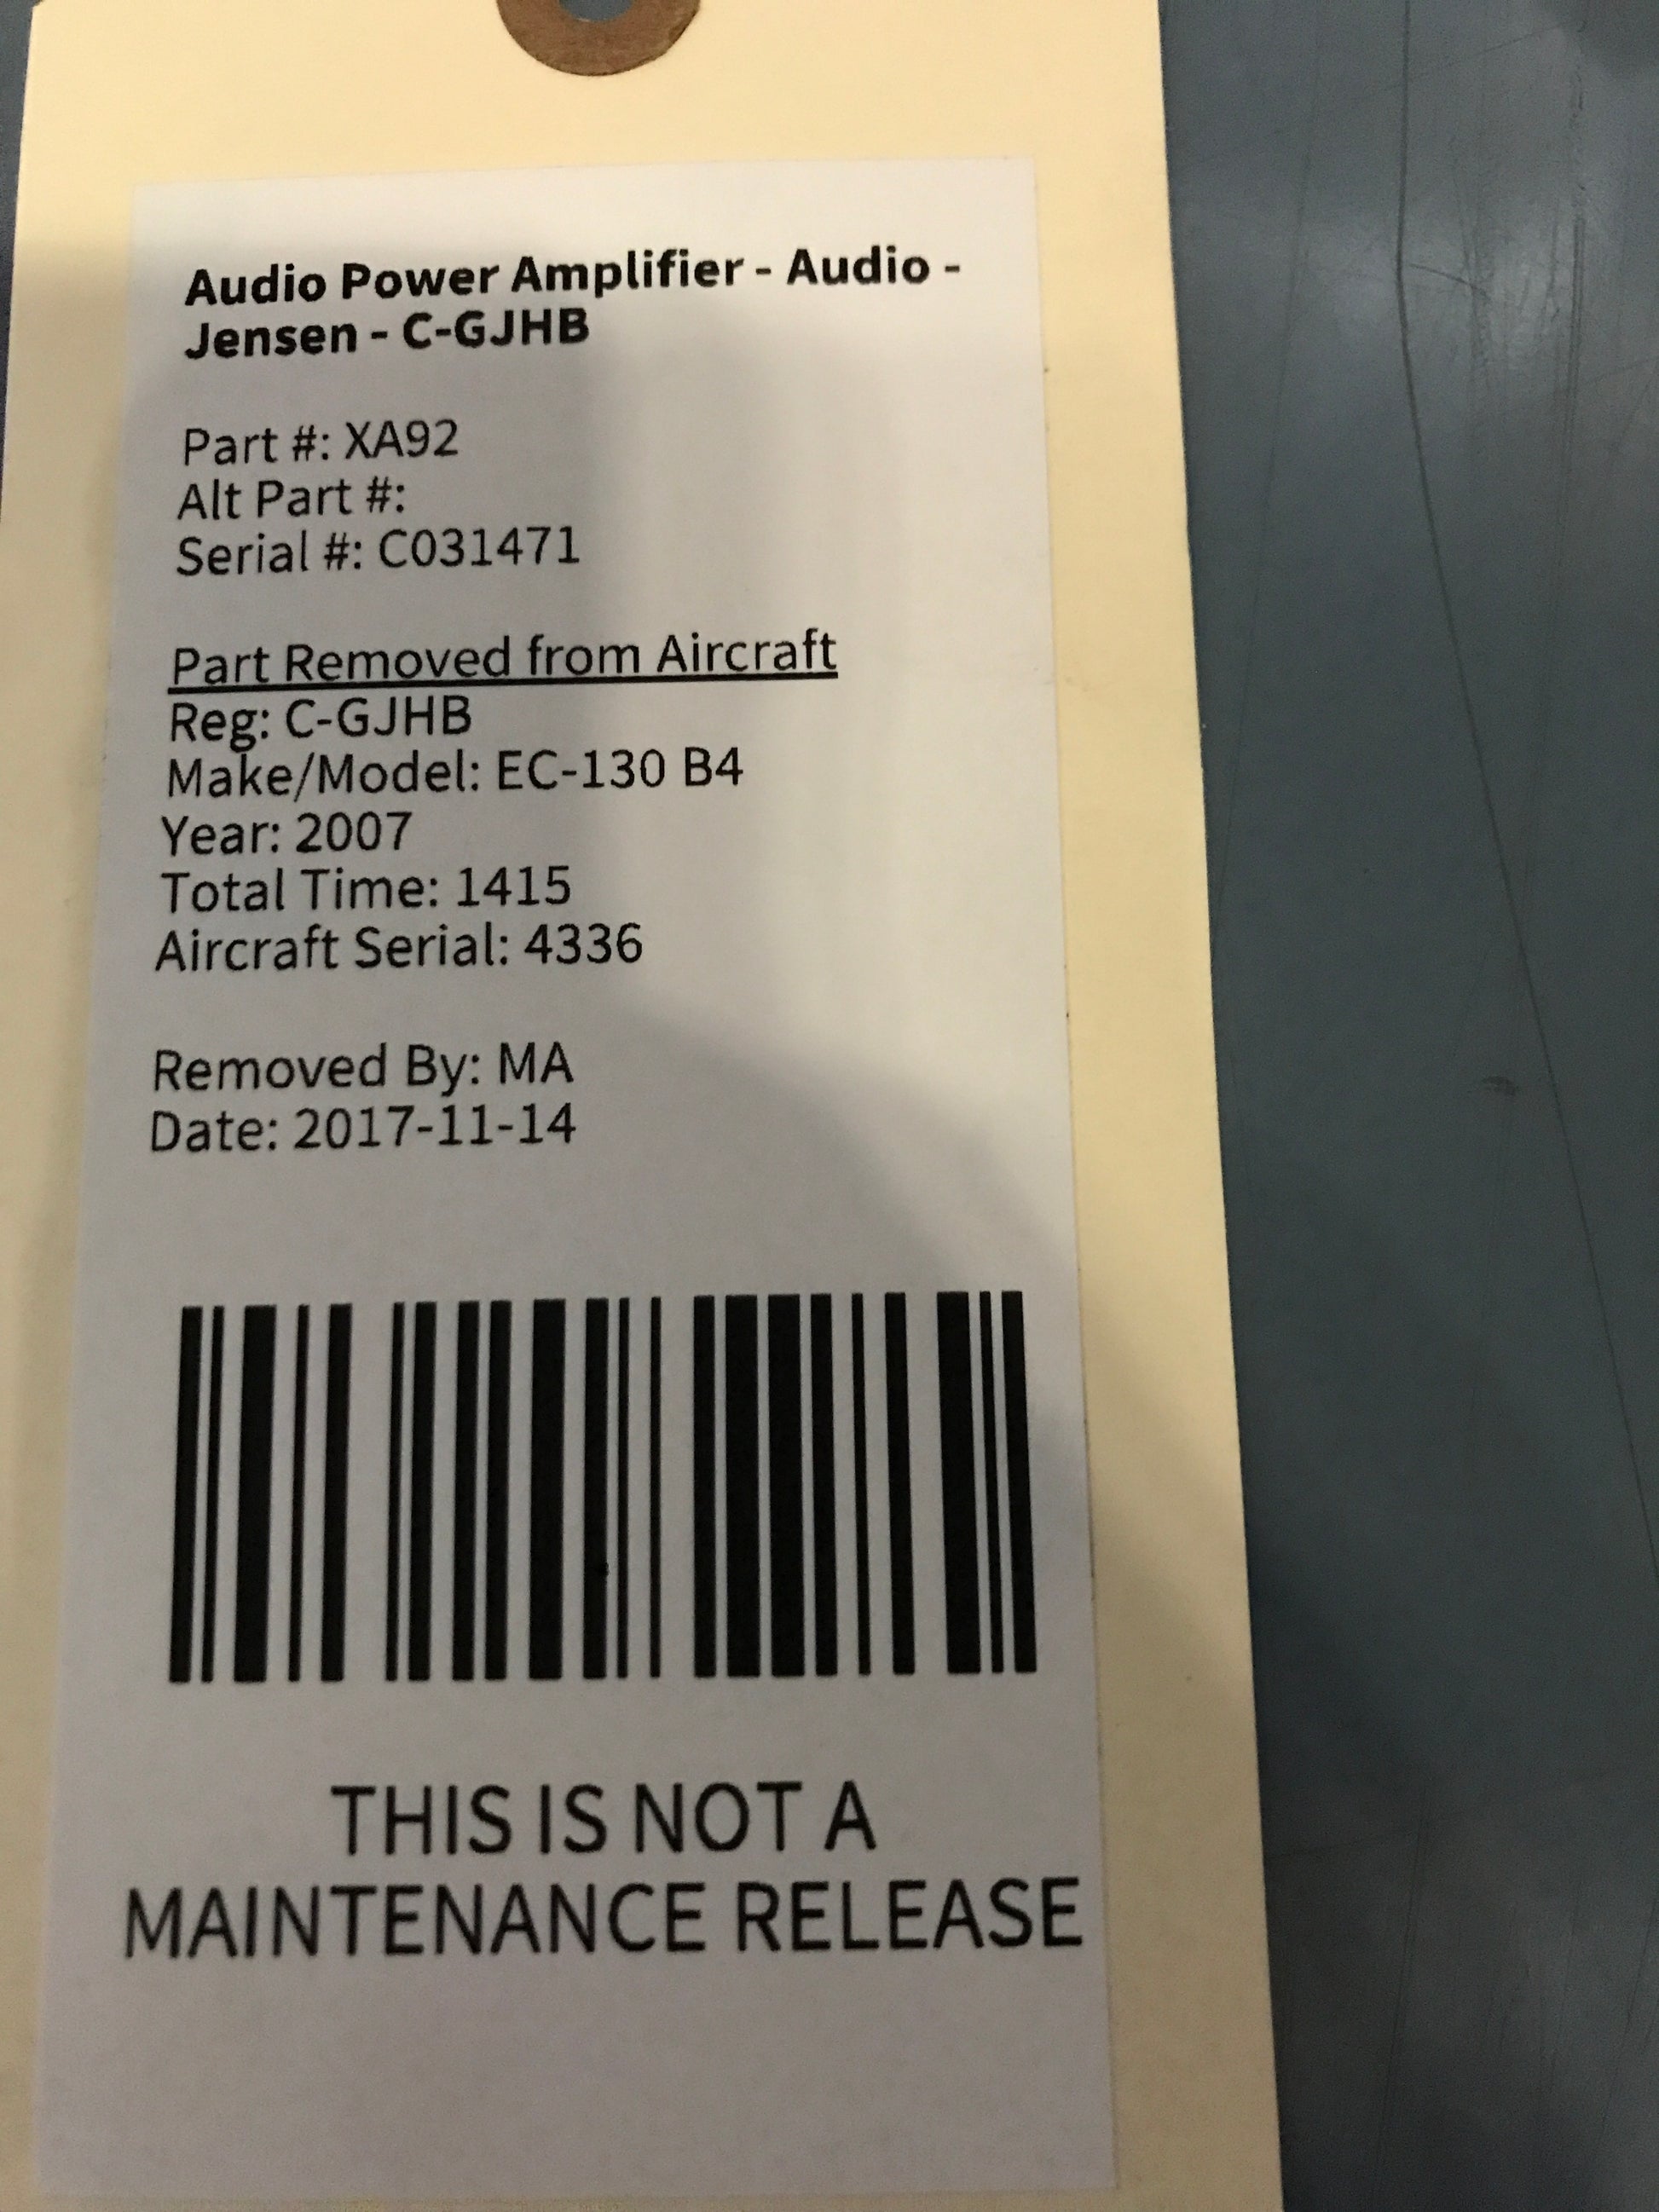 Audio Power Amplifier - Audio -
Jensen - C-GJHB
Part #: XA92
Alt Part #:
Serial #: C031471
Part Removed from Aircraft
Reg: C-GJHB
Make/Model: EC-130 B4
Year: 2007
Total Time: 1415
Aircraft Serial: 4336
Removed By: MA
Date: 2017-11-14
THIS IS NOT A
MAINTENANCE RELEASE